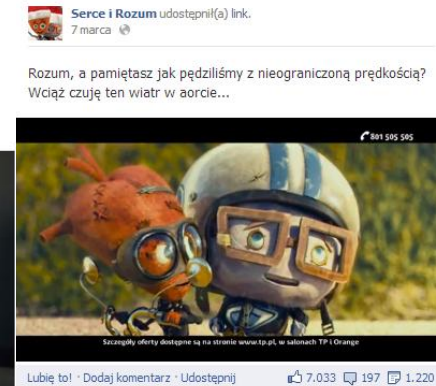 Serce i Rozum udostępnił(a) link.
7 marca
Rozum, a pamiętasz jak pędziliśmy z nieograniczoną prędkością?
Wciąż czuję ten wiatr w aorcie...
801 505 505
Szczegóły oferty dostępne są na stronie www.tp.pl, w salonach TP i Orange
Lubię to! · Dodaj komentarz · Udostępnij 7.033 197 1.220